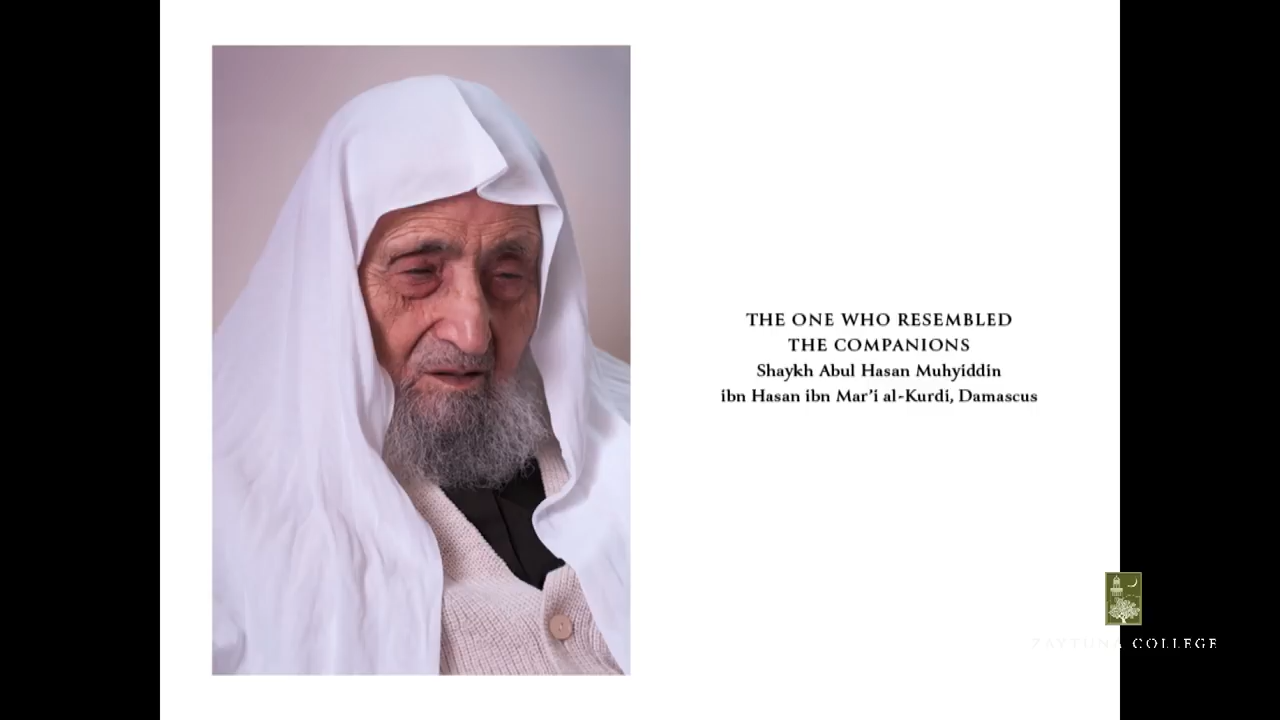 THE ONE WHO RESEMBLED
THE COMPANIONS
Shaykh Abul Hasan Muhyiddin
ibn Hasan ibn Mar’i al-Kurdi, Damascus
ZAYTUNA COLLEGE